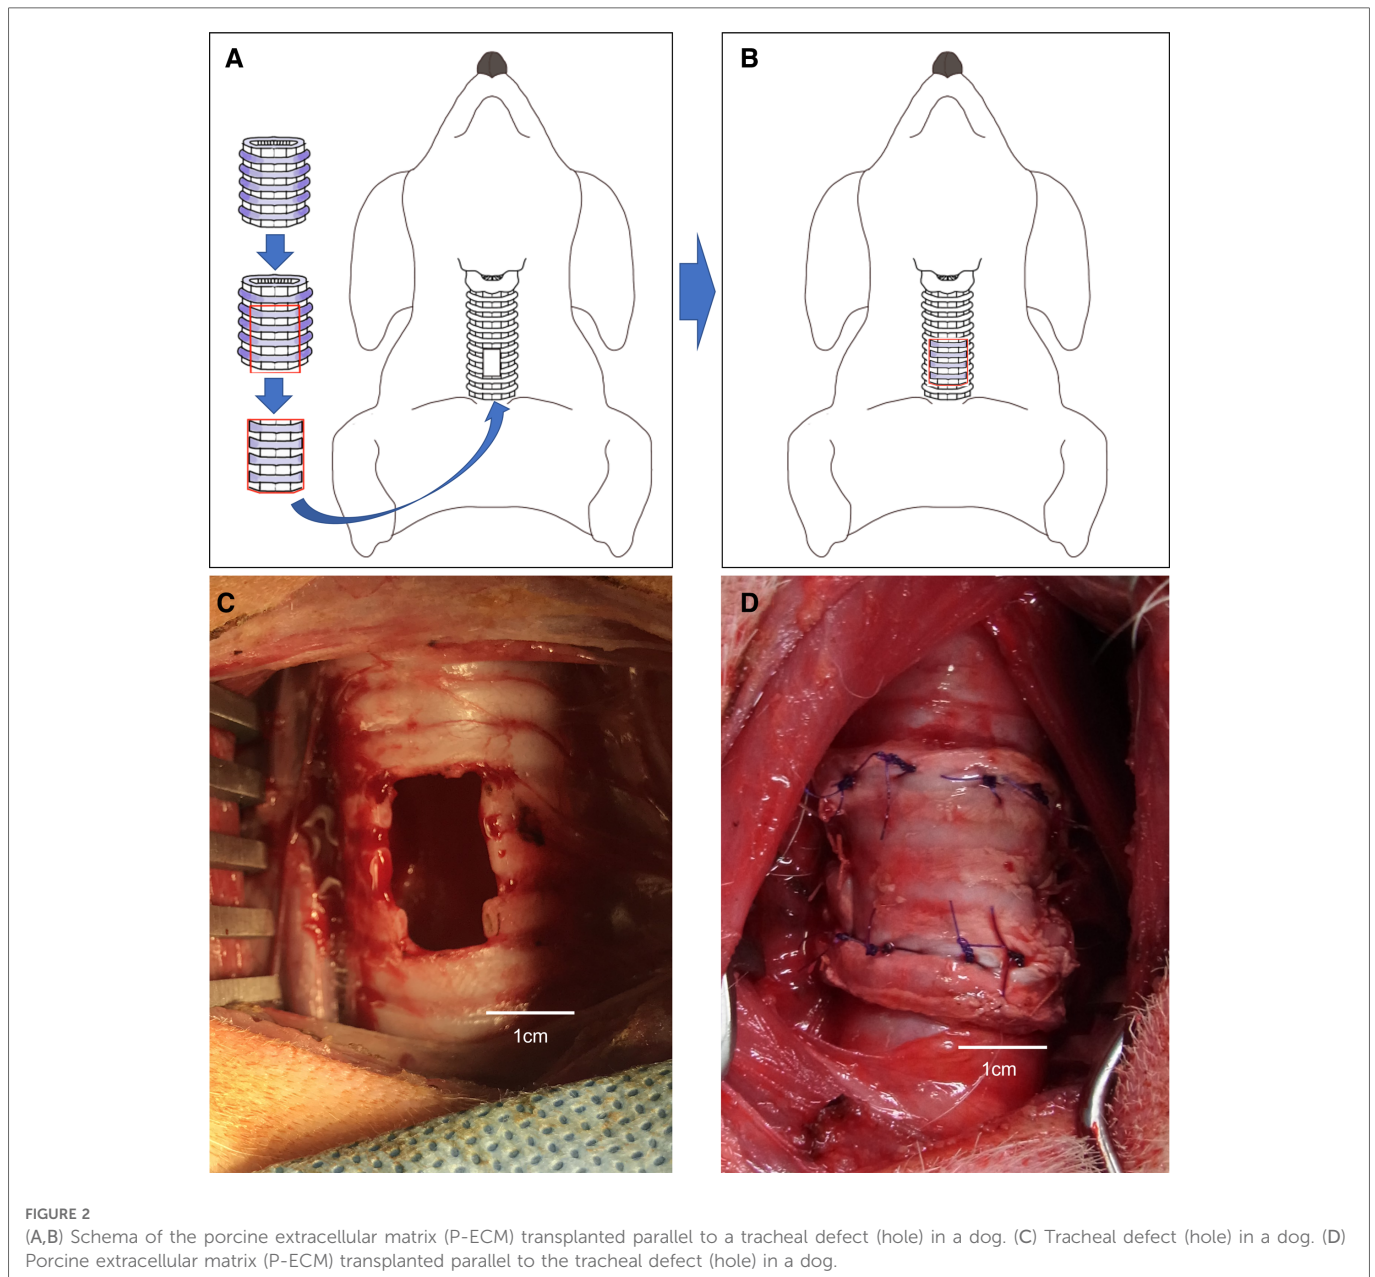 A
B
C
D
1cm
1cm
FIGURE 2
(A,B) Schema of the porcine extracellular matrix (P-ECM) transplanted parallel to a tracheal defect (hole) in a dog. (C) Tracheal defect (hole) in a dog. (D)
Porcine extracellular matrix (P-ECM) transplanted parallel to the tracheal defect (hole) in a dog.